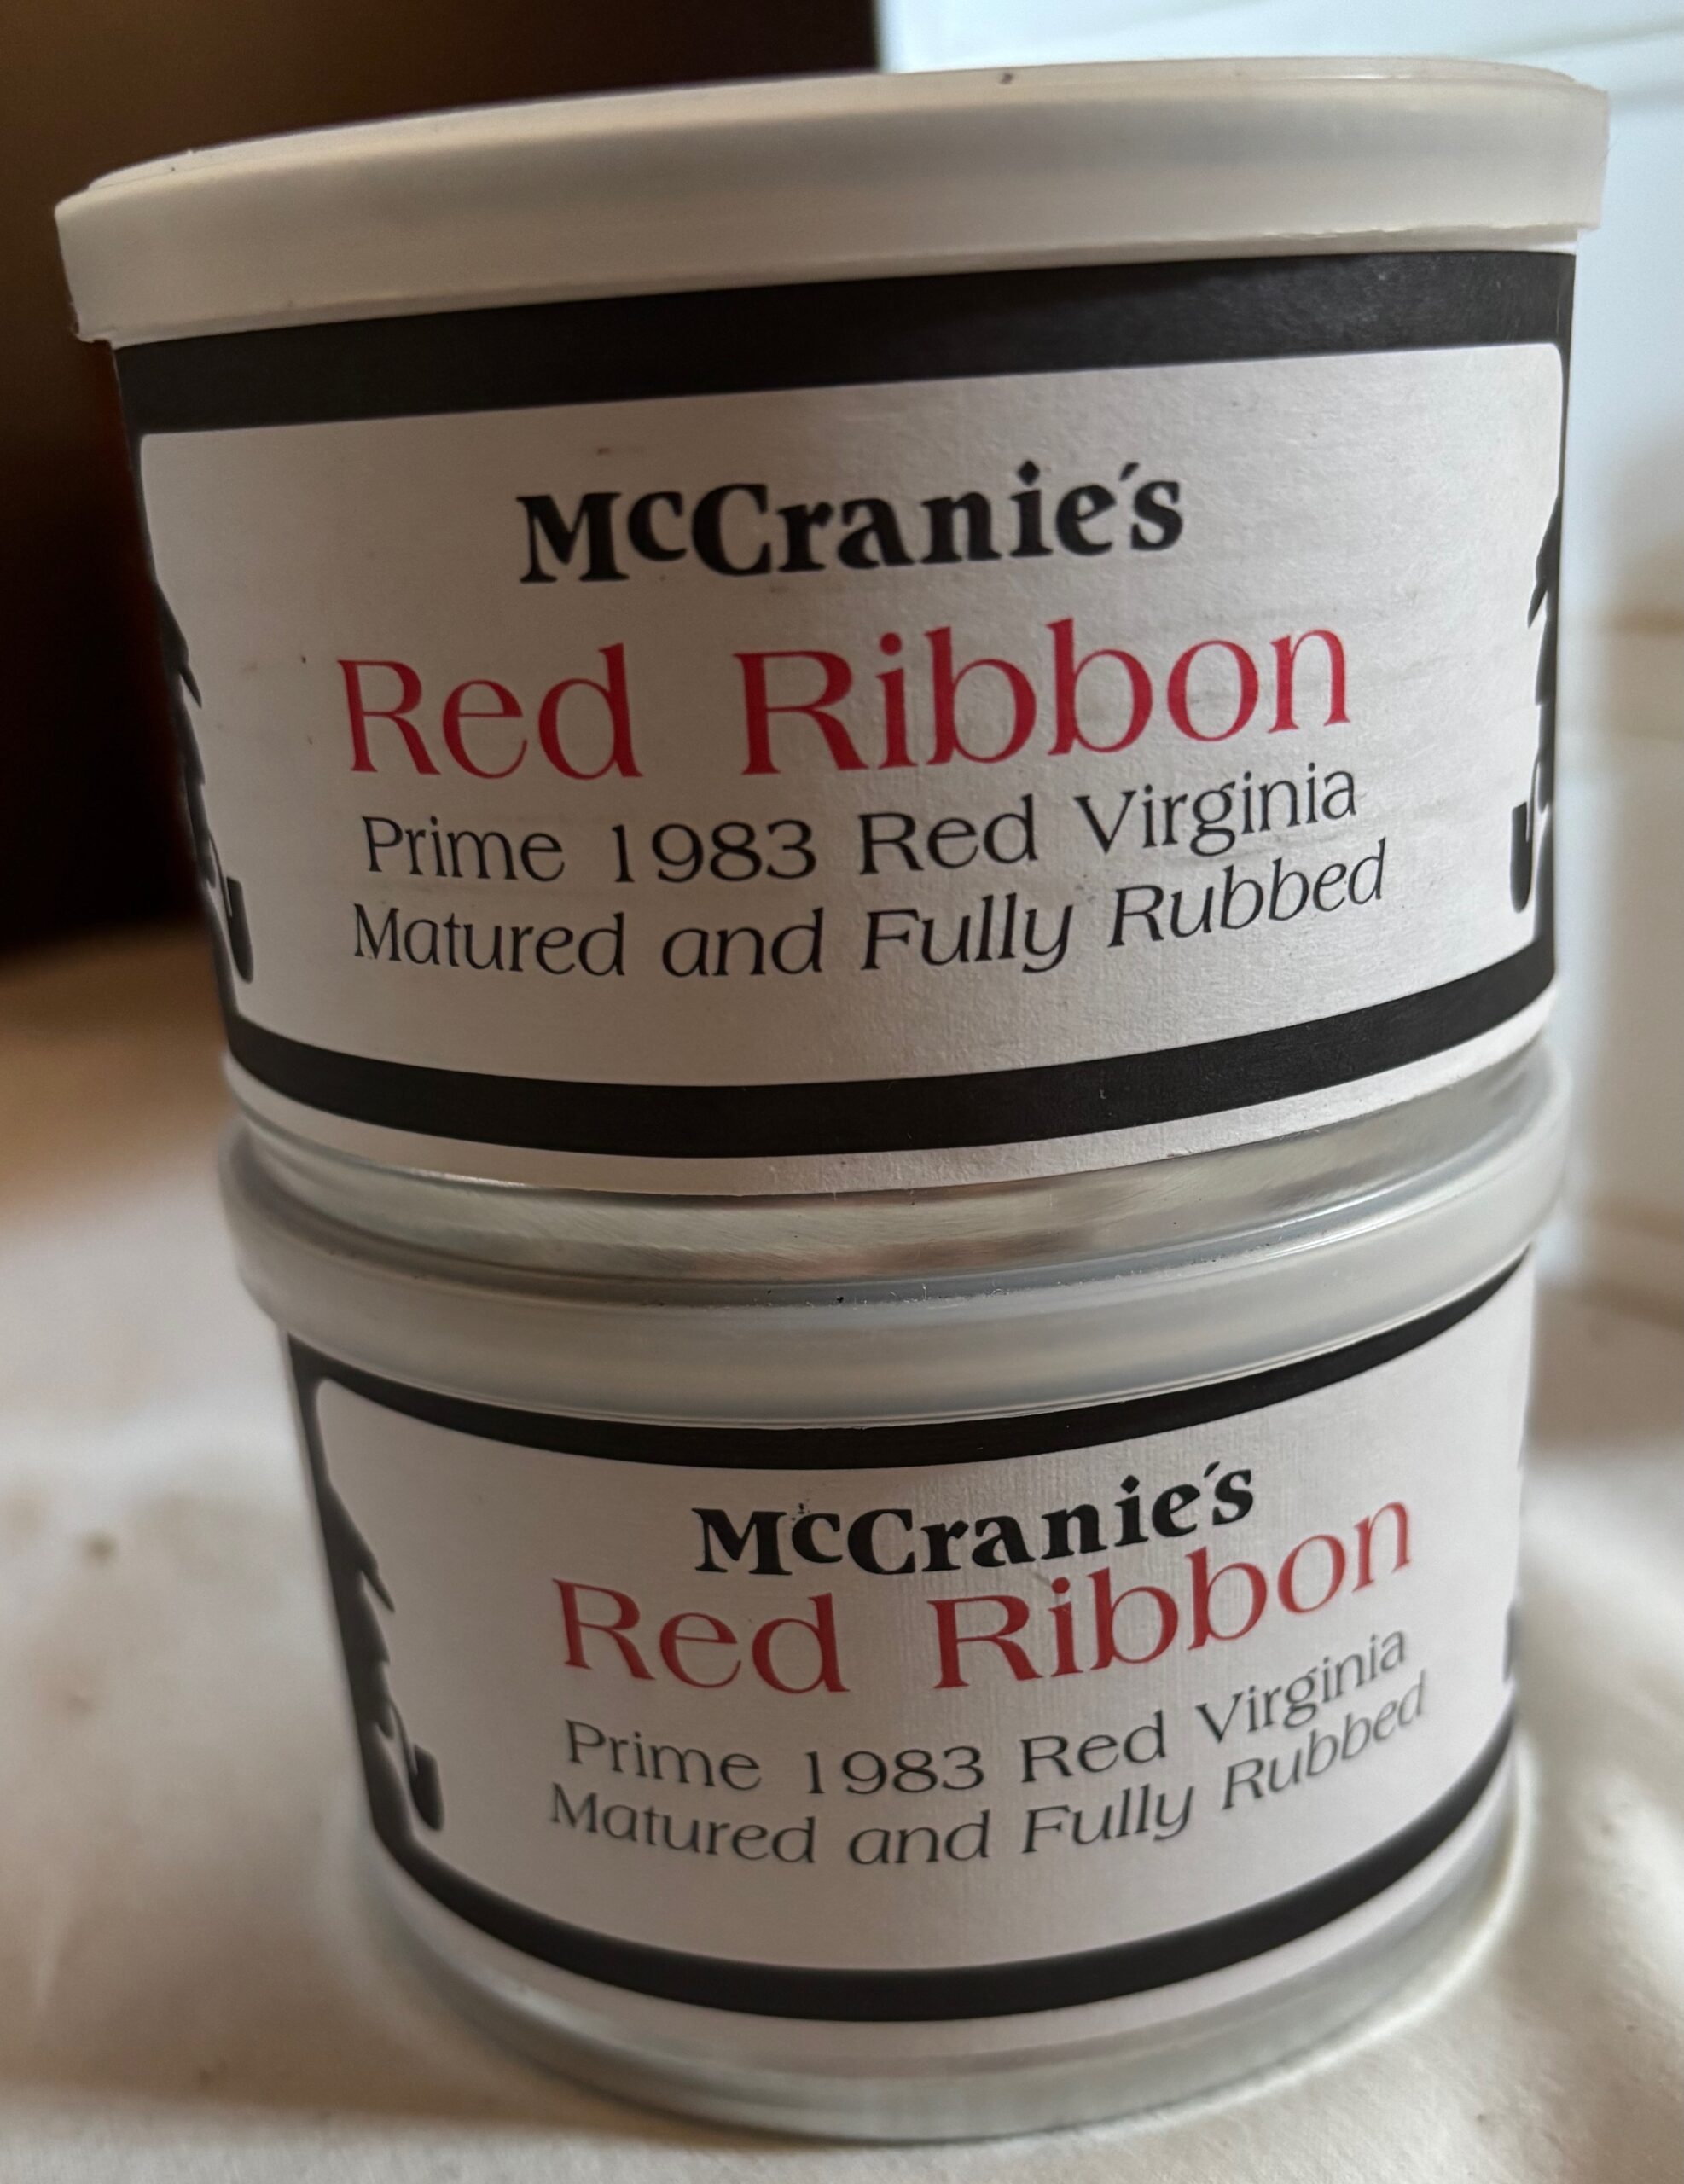 McCranie's
Red Ribbon
Prime 1983 Red Virginia
Matured and Fully Rubbed
McCranie's
Red Ribbon
Prime 1983 Red Virginia
Matured and Fully Rubbed